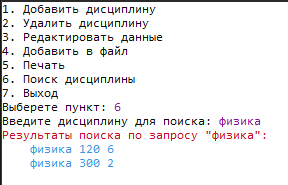 1. Добавить дисциплину
2. Удалить дисциплину
3. Редактировать данные
4. Добавить в файл
5. Печать
6. Поиск дисциплины
7. Выход
Выберете пункт: 6
Введите дисциплину для поиска: физика
Результаты поиска по запросу "физика":
физика 120 6
физика 300 2